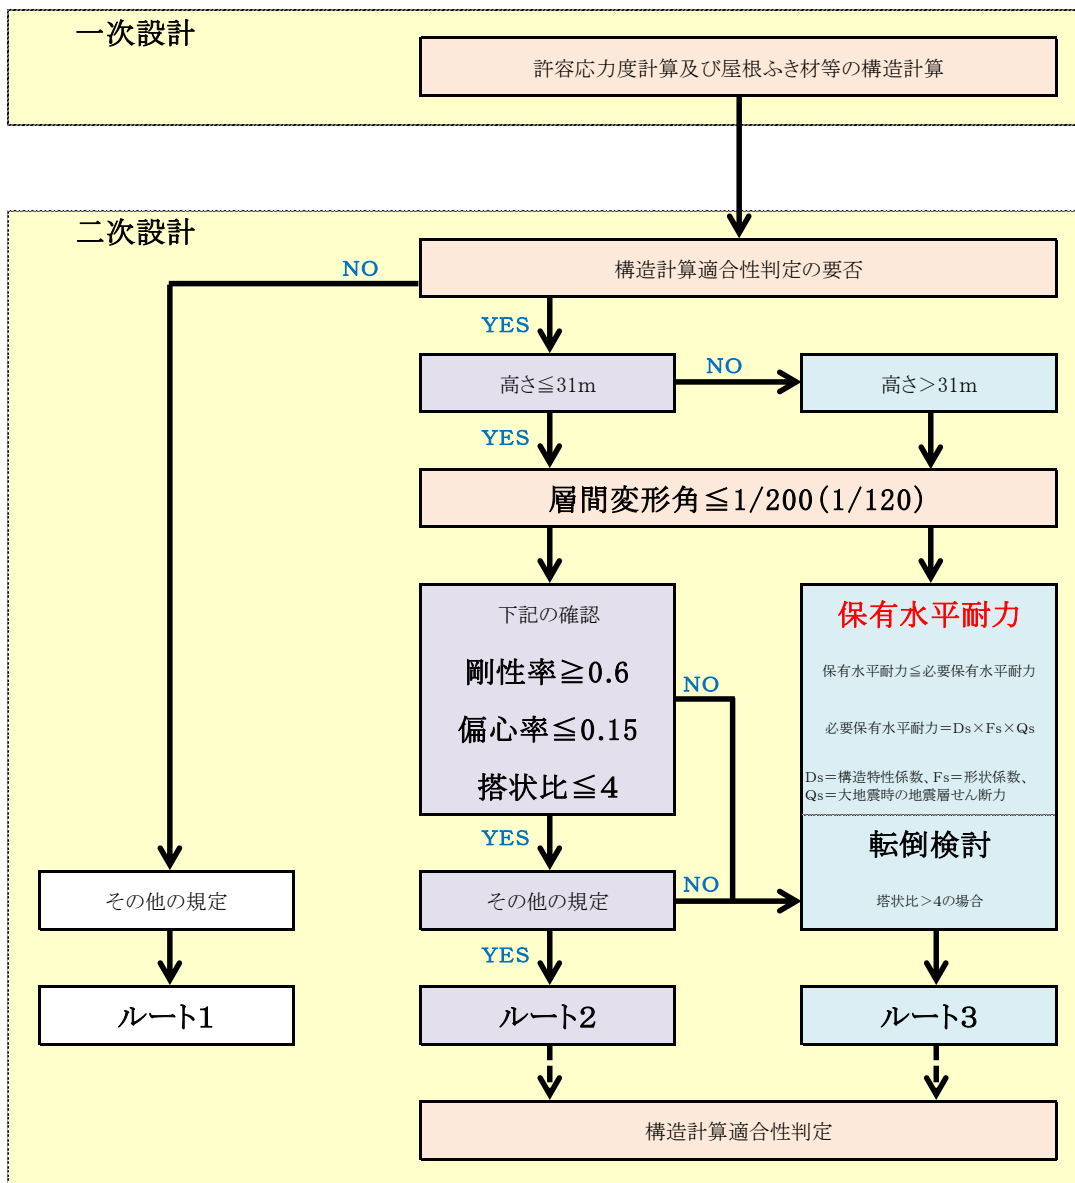 一次設計
許容応力度計算及び屋根ふき材等の構造計算
二次設計
構造計算適合性判定の要否
NO
YES
高さ≦31m
NO
高さ>31m
YES
層間変形角≦1/200(1/120)
下記の確認
剛性率≧0.6
偏心率≦0.15
搭状比≦4
NO
保有水平耐力
保有水平耐力≦必要保有水平耐力
必要保有水平耐力=Ds×Fs×Qs
Ds=構造特性係数、Fs=形状係数、
Qs=大地震時の地震層せん断力
転倒検討
塔状比>4の場合
YES
その他の規定
その他の規定
NO
YES
ルート1
ルート2
ルート3
構造計算適合性判定